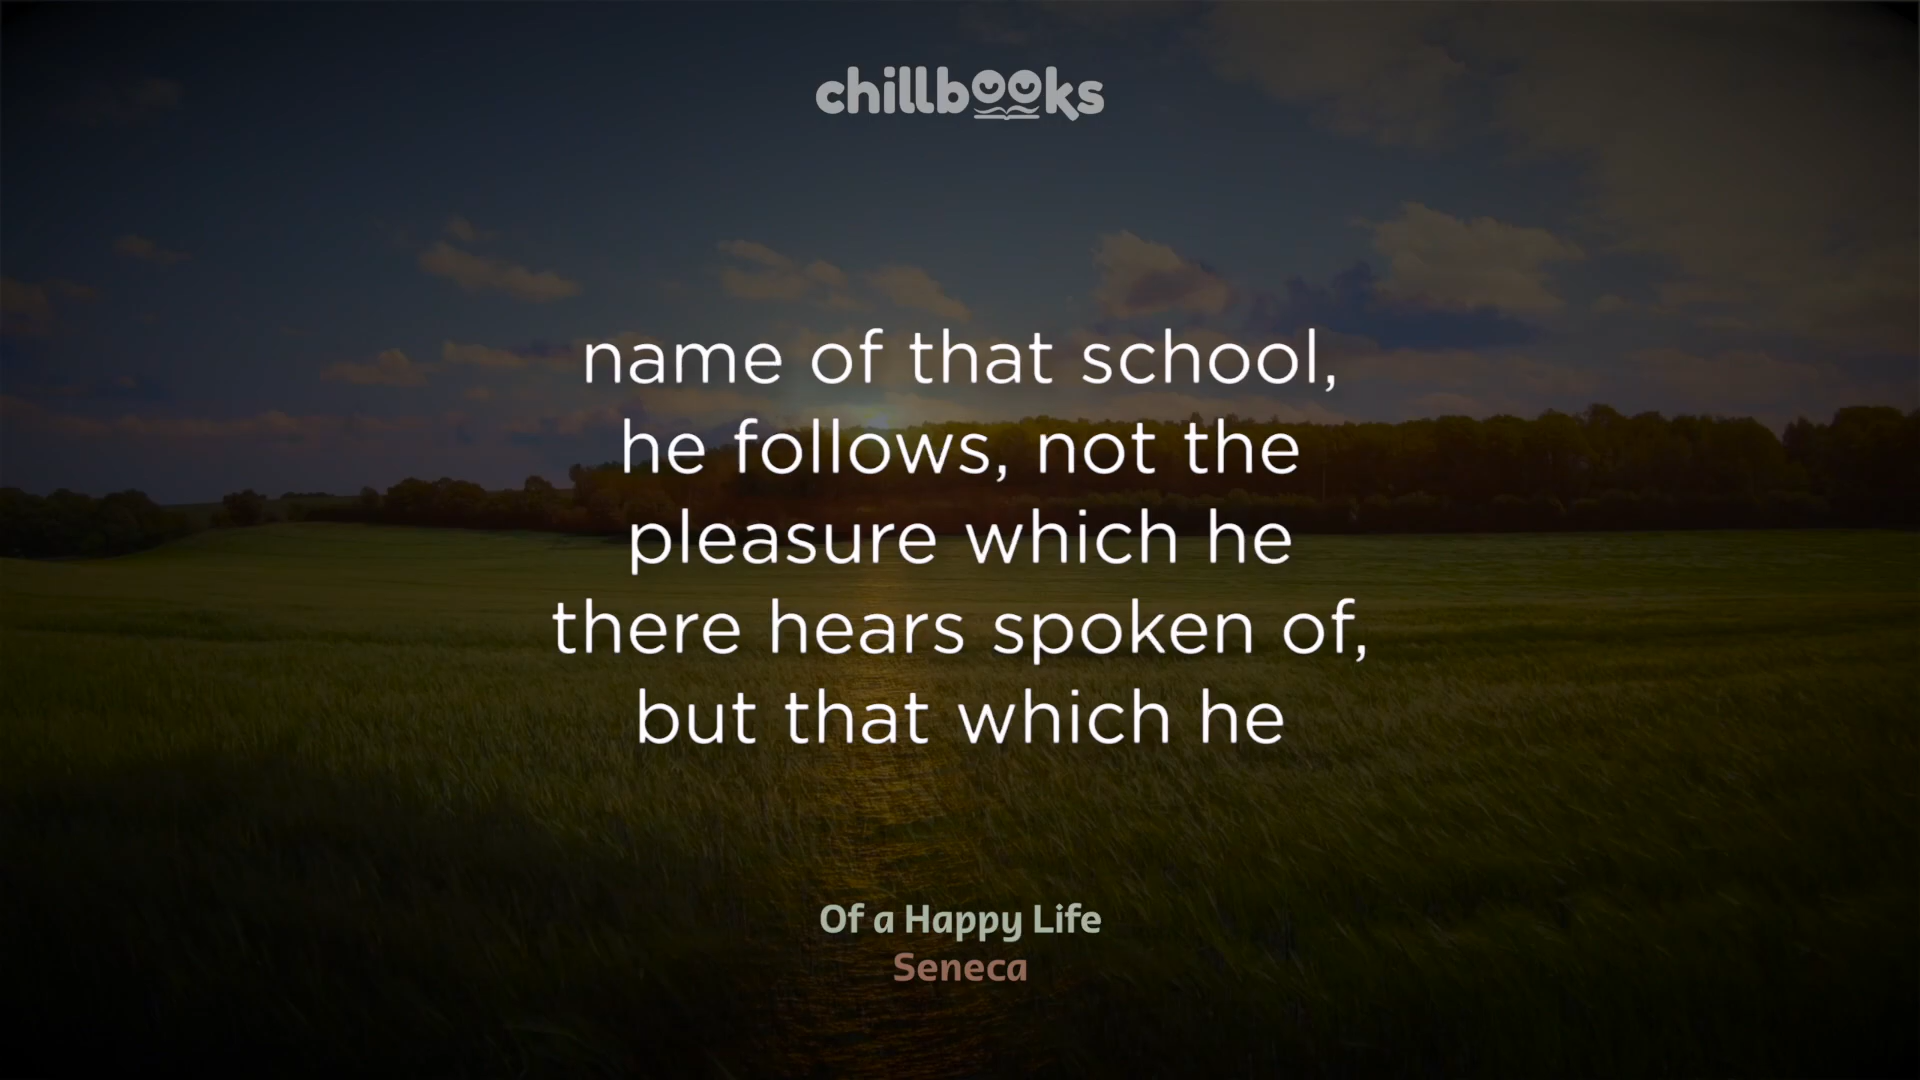 chillbooks
name of that school,
he follows, not the
pleasure which he
there hears spoken of,
but that which he
Of a Happy Life
Seneca